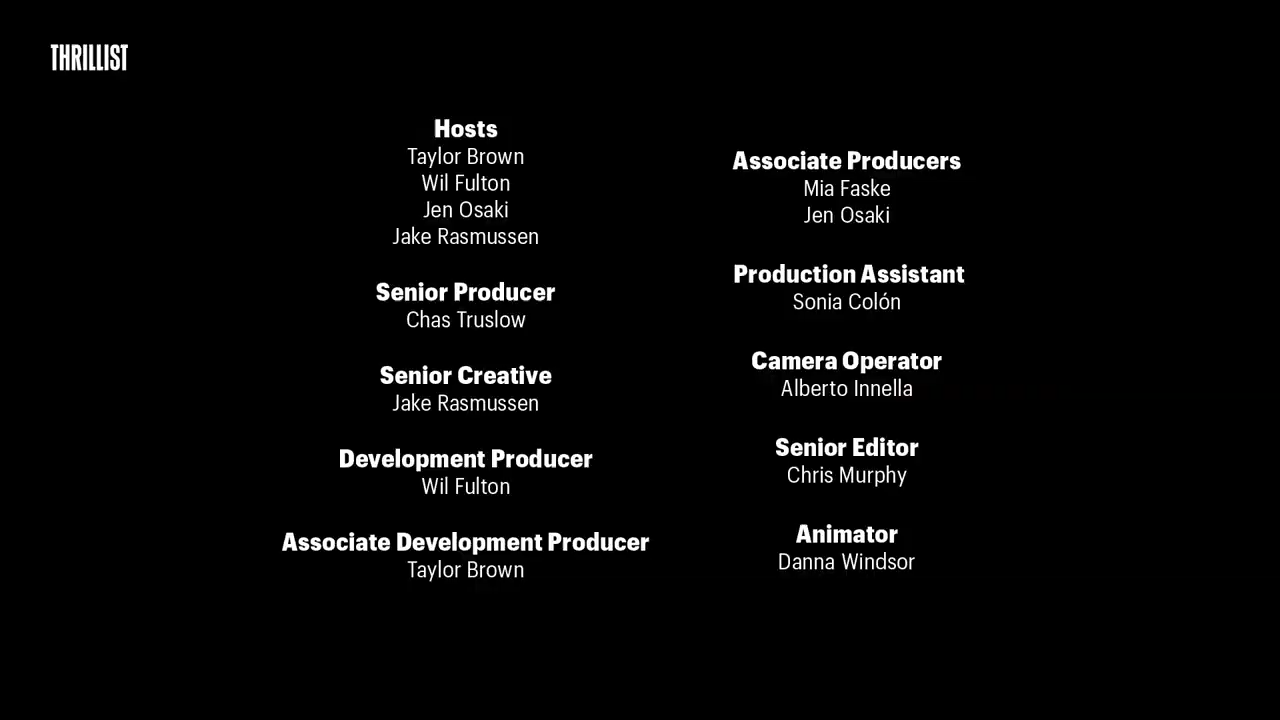 THRILLIST
Hosts
Taylor Brown
Wil Fulton
Jen Osaki
Jake Rasmussen
Senior Producer
Chas Truslow
Senior Creative
Jake Rasmussen
Development Producer
Wil Fulton
Associate Development Producer
Taylor Brown
Associate Producers
Mia Faske
Jen Osaki
Production Assistant
Sonia Colón
Camera Operator
Alberto Innella
Senior Editor
Chris Murphy
Animator
Danna Windsor